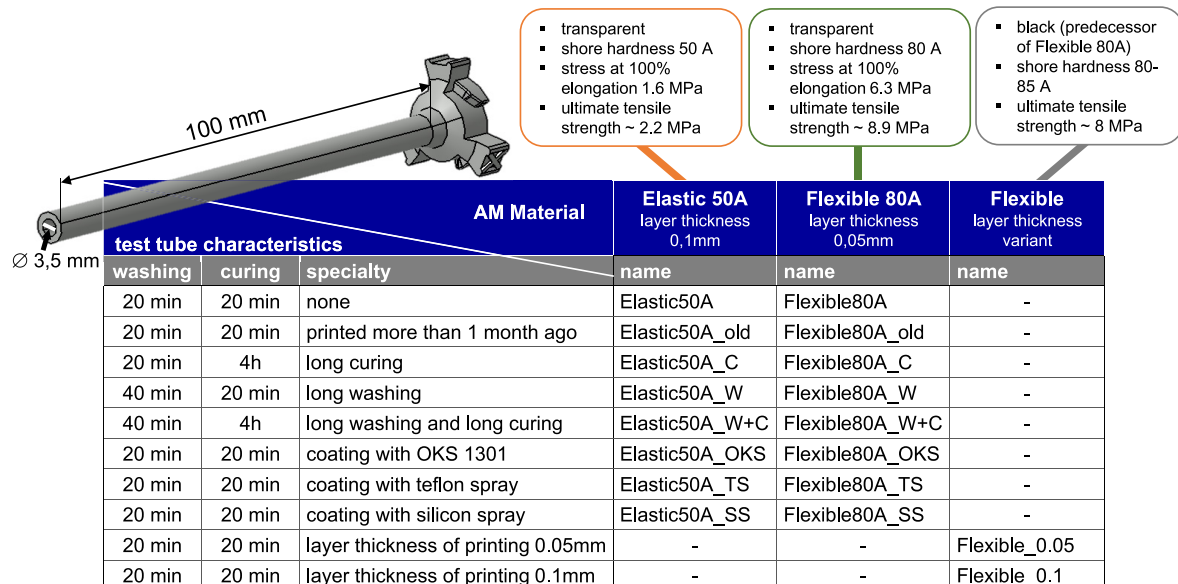 ▪ transparent
▪ shore hardness 50 A
▪ stress at 100%
elongation 1.6 MPa
▪ ultimate tensile
strength ~ 2.2 MPa
▪ transparent
▪ shore hardness 80 A
▪ stress at 100%
elongation 6.3 MPa
▪ ultimate tensile
strength ~ 8.9 MPa
▪ black (predecessor
of Flexible 80A)
▪ shore hardness 80-
85 A
▪ ultimate tensile
strength ~ 8 MPa
100 mm
∅ 3,5 mm
AM Material
test tube characteristics
Elastic 50A
layer thickness
0,1mm
Flexible 80A
layer thickness
0,05mm
Flexible
layer thickness
variant
washing curing specialty name name name
20 min 20 min none Elastic50A Flexible80A -
20 min 20 min printed more than 1 month ago Elastic50A_old Flexible80A_old -
20 min 4h long curing Elastic50A_C Flexible80A_C -
40 min 20 min long washing Elastic50A_W Flexible80A_W -
40 min 4h long washing and long curing Elastic50A_W+C Flexible80A_W+C -
20 min 20 min coating with OKS 1301 Elastic50A_OKS Flexible80A_OKS -
20 min 20 min coating with teflon spray Elastic50A_TS Flexible80A_TS -
20 min 20 min coating with silicon spray Elastic50A_SS Flexible80A_SS -
20 min 20 min layer thickness of printing 0.05mm - - Flexible_0.05
20 min 20 min layer thickness of printing 0.1mm - - Flexible_0.1